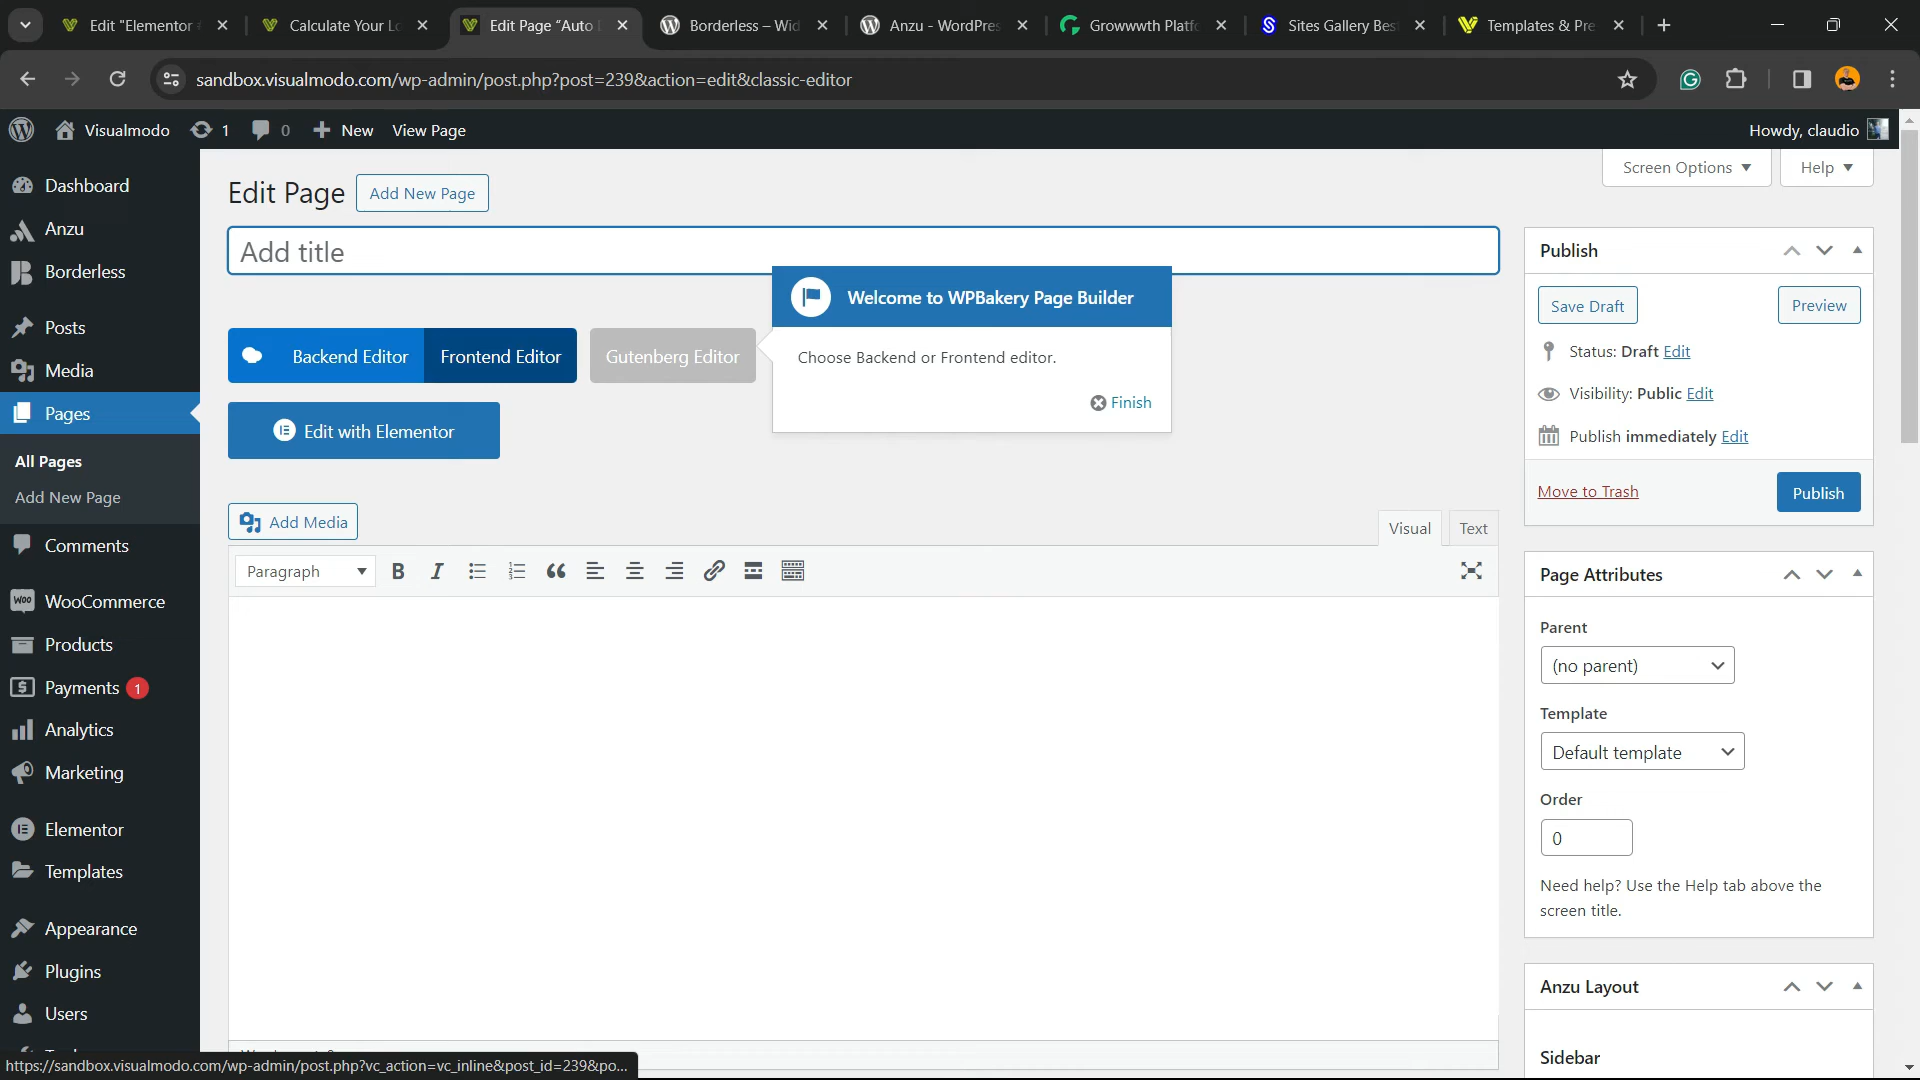 Edit "Elementor
Calculate Your Lo
Edit Page “Auto
Borderless – Wid
Anzu - WordPres
Growwwth Platf
Sites Gallery Bes
Templates & Pre
sandbox.visualmodo.com/wp-admin/post.php?post=239&action=edit&classic-editor
Visualmodo
1
0
New
View Page
Howdy, claudio
Dashboard
Anzu
Borderless
Posts
Media
Pages
All Pages
Add New Page
Comments
WooCommerce
Products
Payments 1
Analytics
Marketing
Elementor
Templates
Appearance
Plugins
Users
Screen Options
Help
Edit Page
Add New Page
Add title
Welcome to WPBakery Page Builder
Choose Backend or Frontend editor.
Finish
Backend Editor
Frontend Editor
Gutenberg Editor
Edit with Elementor
Add Media
Visual
Text
Paragraph
B
I
Publish
Save Draft
Preview
Status: Draft Edit
Visibility: Public Edit
Publish immediately Edit
Move to Trash
Publish
Page Attributes
Parent
(no parent)
Template
Default template
Order
0
Need help? Use the Help tab above the
screen title.
Anzu Layout
Sidebar
https://sandbox.visualmodo.com/wp-admin/post.php?vc_action=vc_inline&post_id=239&po...